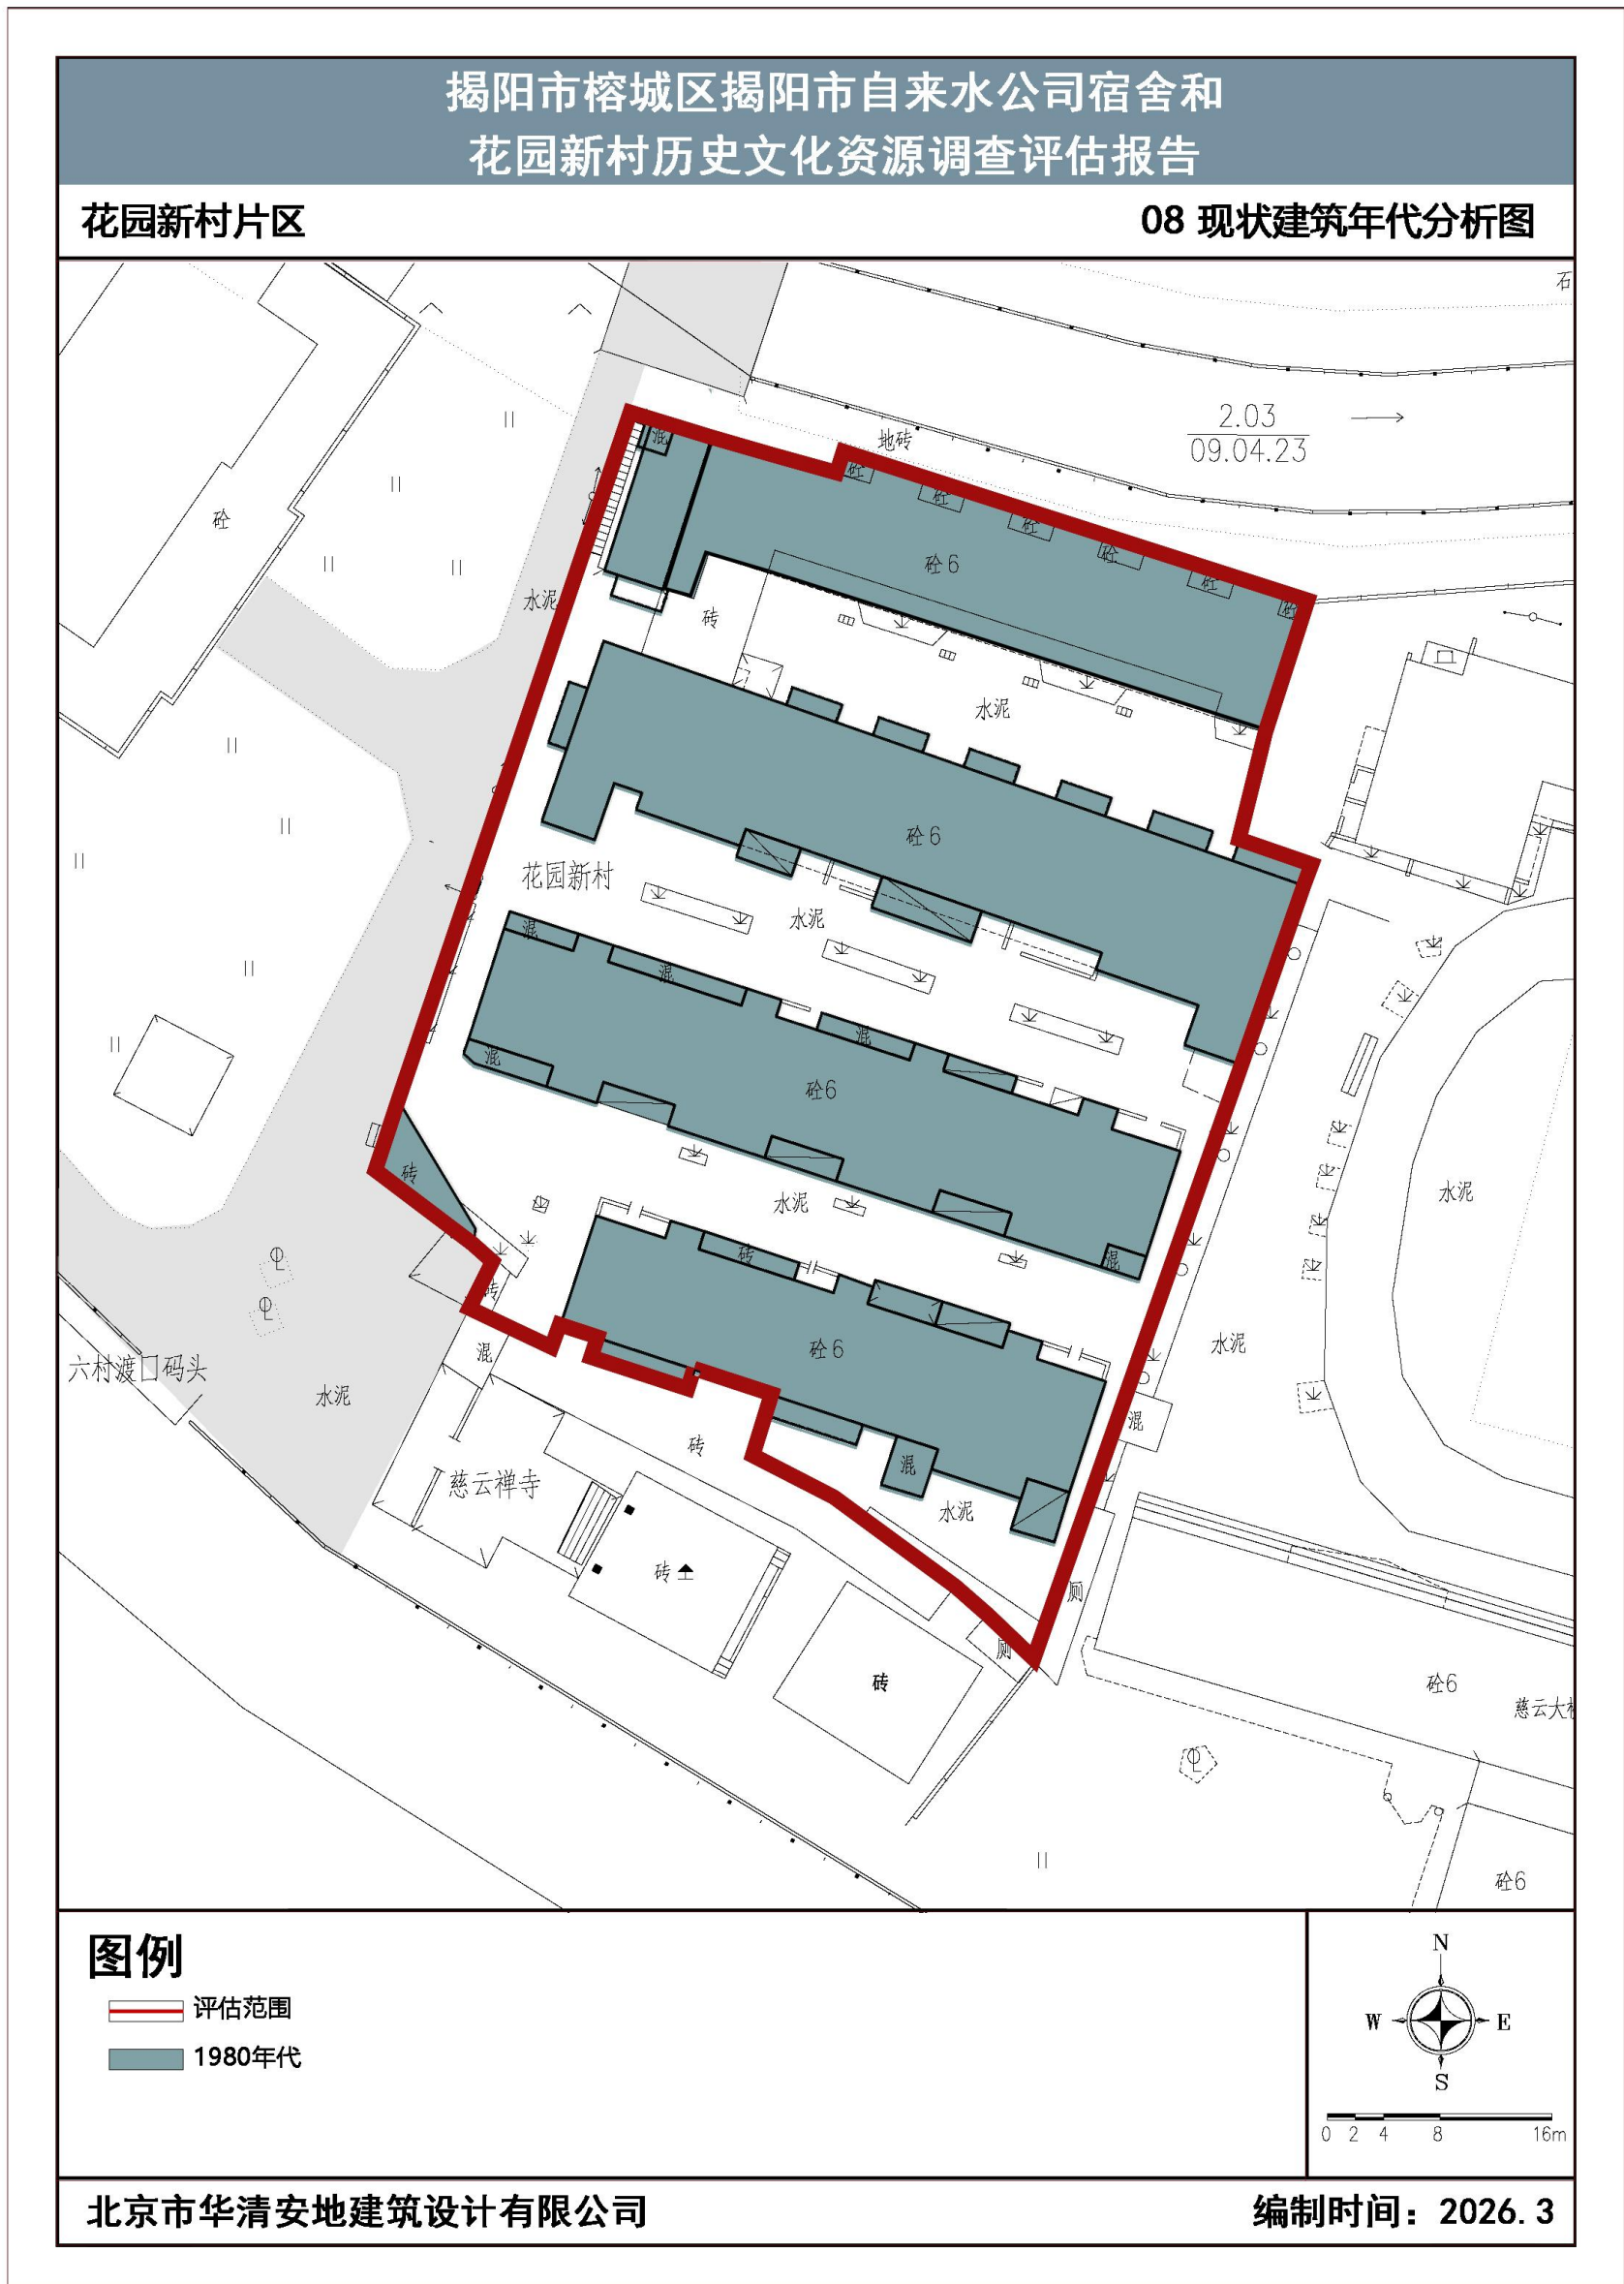 揭阳市榕城区揭阳市自来水公司宿舍和
花园新村历史文化资源调查评估报告
花园新村片区
08 现状建筑年代分析图
石
2.03
09.04.23
地砖
混
砼
砼
砼
砼
砼
砼
砼
砼6
水泥
砖
水泥
砼6
花园新村
水泥
混
混
混
混
砼6
砖
水泥
水泥
混
砖
砖
砼6
水泥
六村渡口码头
水泥
混
混
砖
混
慈云禅寺
水泥
砖
厕
厕
砖
砼6
慈云大
砼6
图例
评估范围
1980年代
N
W
E
S
0 2 4 8 16m
北京市华清安地建筑设计有限公司
编制时间：2026.3